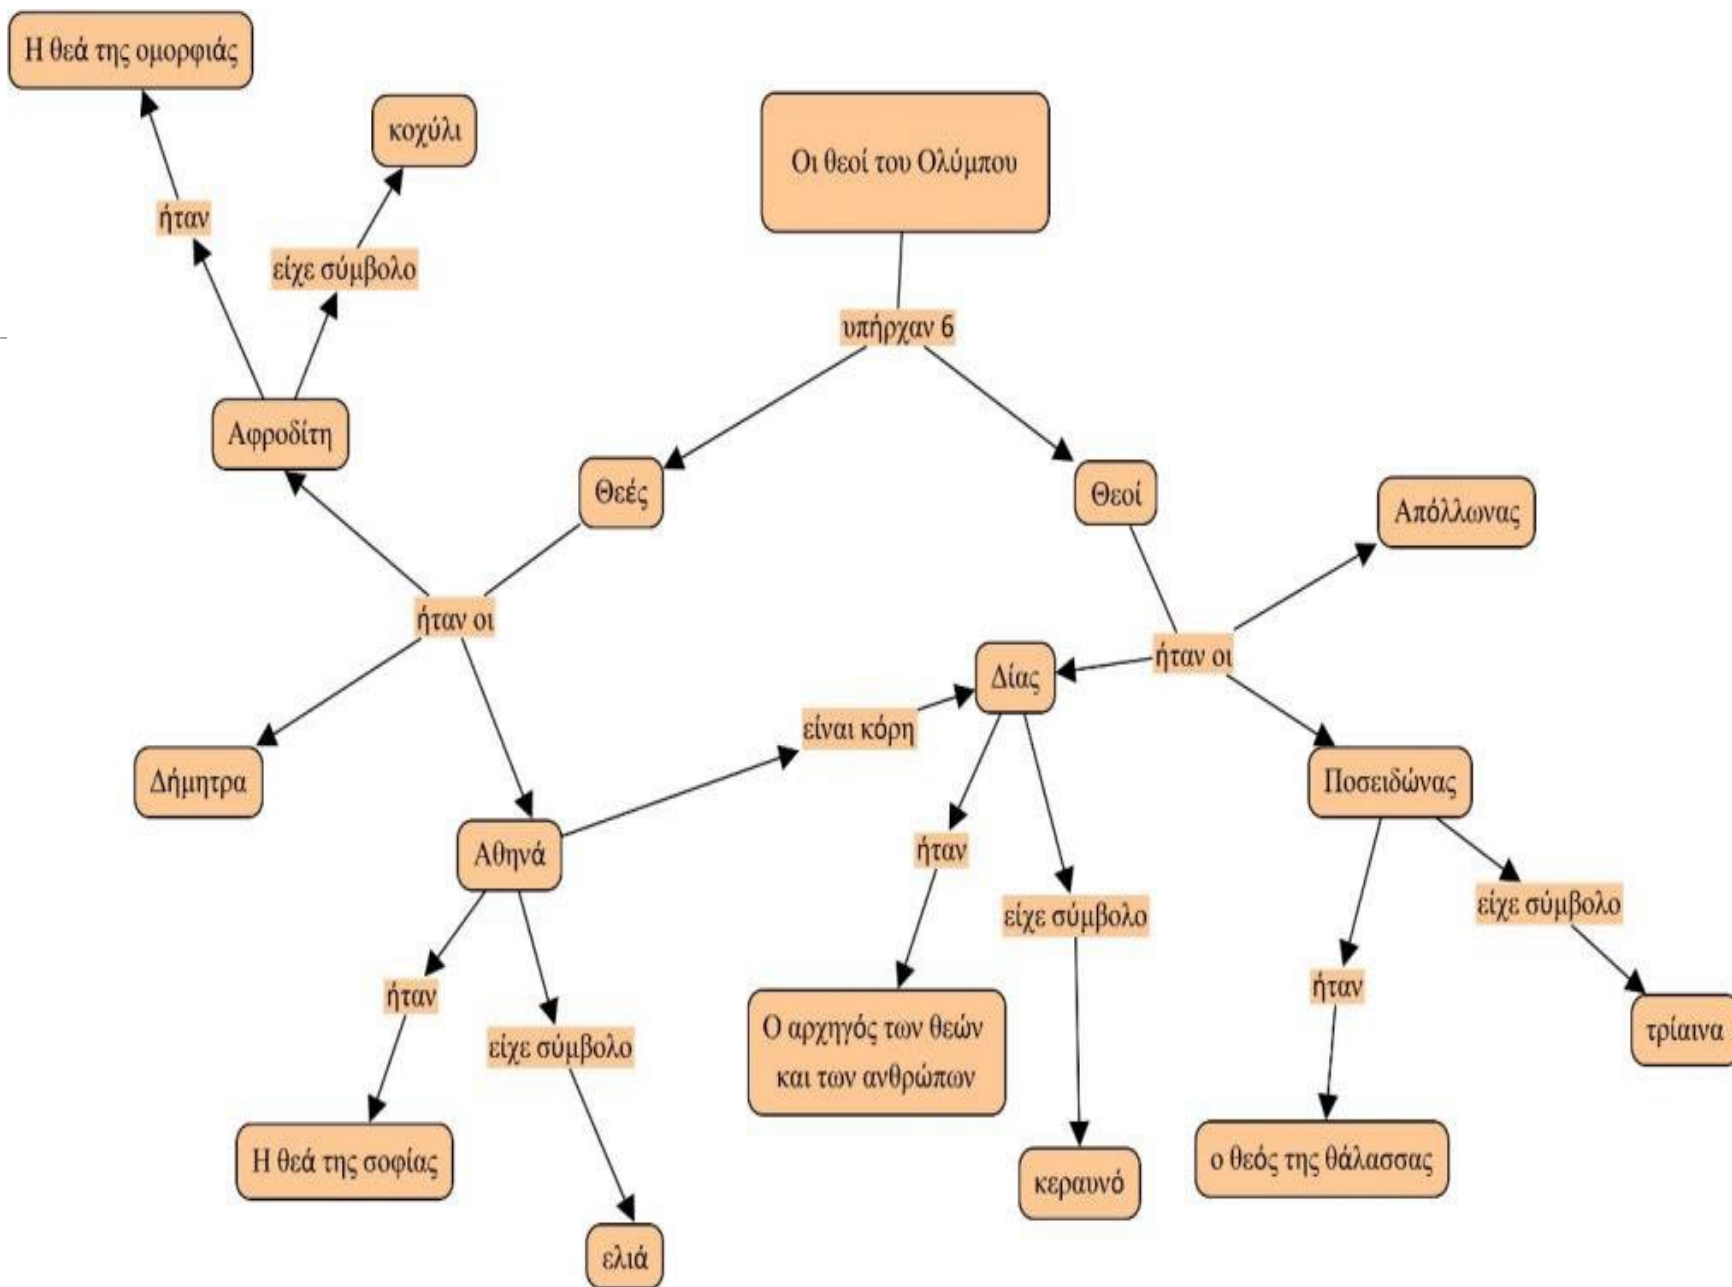 Η θεά της ομορφιάς
κοχύλι
Οι θεοί του Ολύμπου
ήταν
είχε σύμβολο
υπήρχαν 6
Αφροδίτη
Θεές
Θεοί
Απόλλωνας
ήταν οι
ήταν οι
Δίας
είναι κόρη
Δήμητρα
Ποσειδώνας
Αθηνά
ήταν
είχε σύμβολο
είχε σύμβολο
ήταν
ήταν
είχε σύμβολο
Ο αρχηγός των θεών
και των ανθρώπων
τρίαινα
Η θεά της σοφίας
κεραυνό
ο θεός της θάλασσας
ελιά